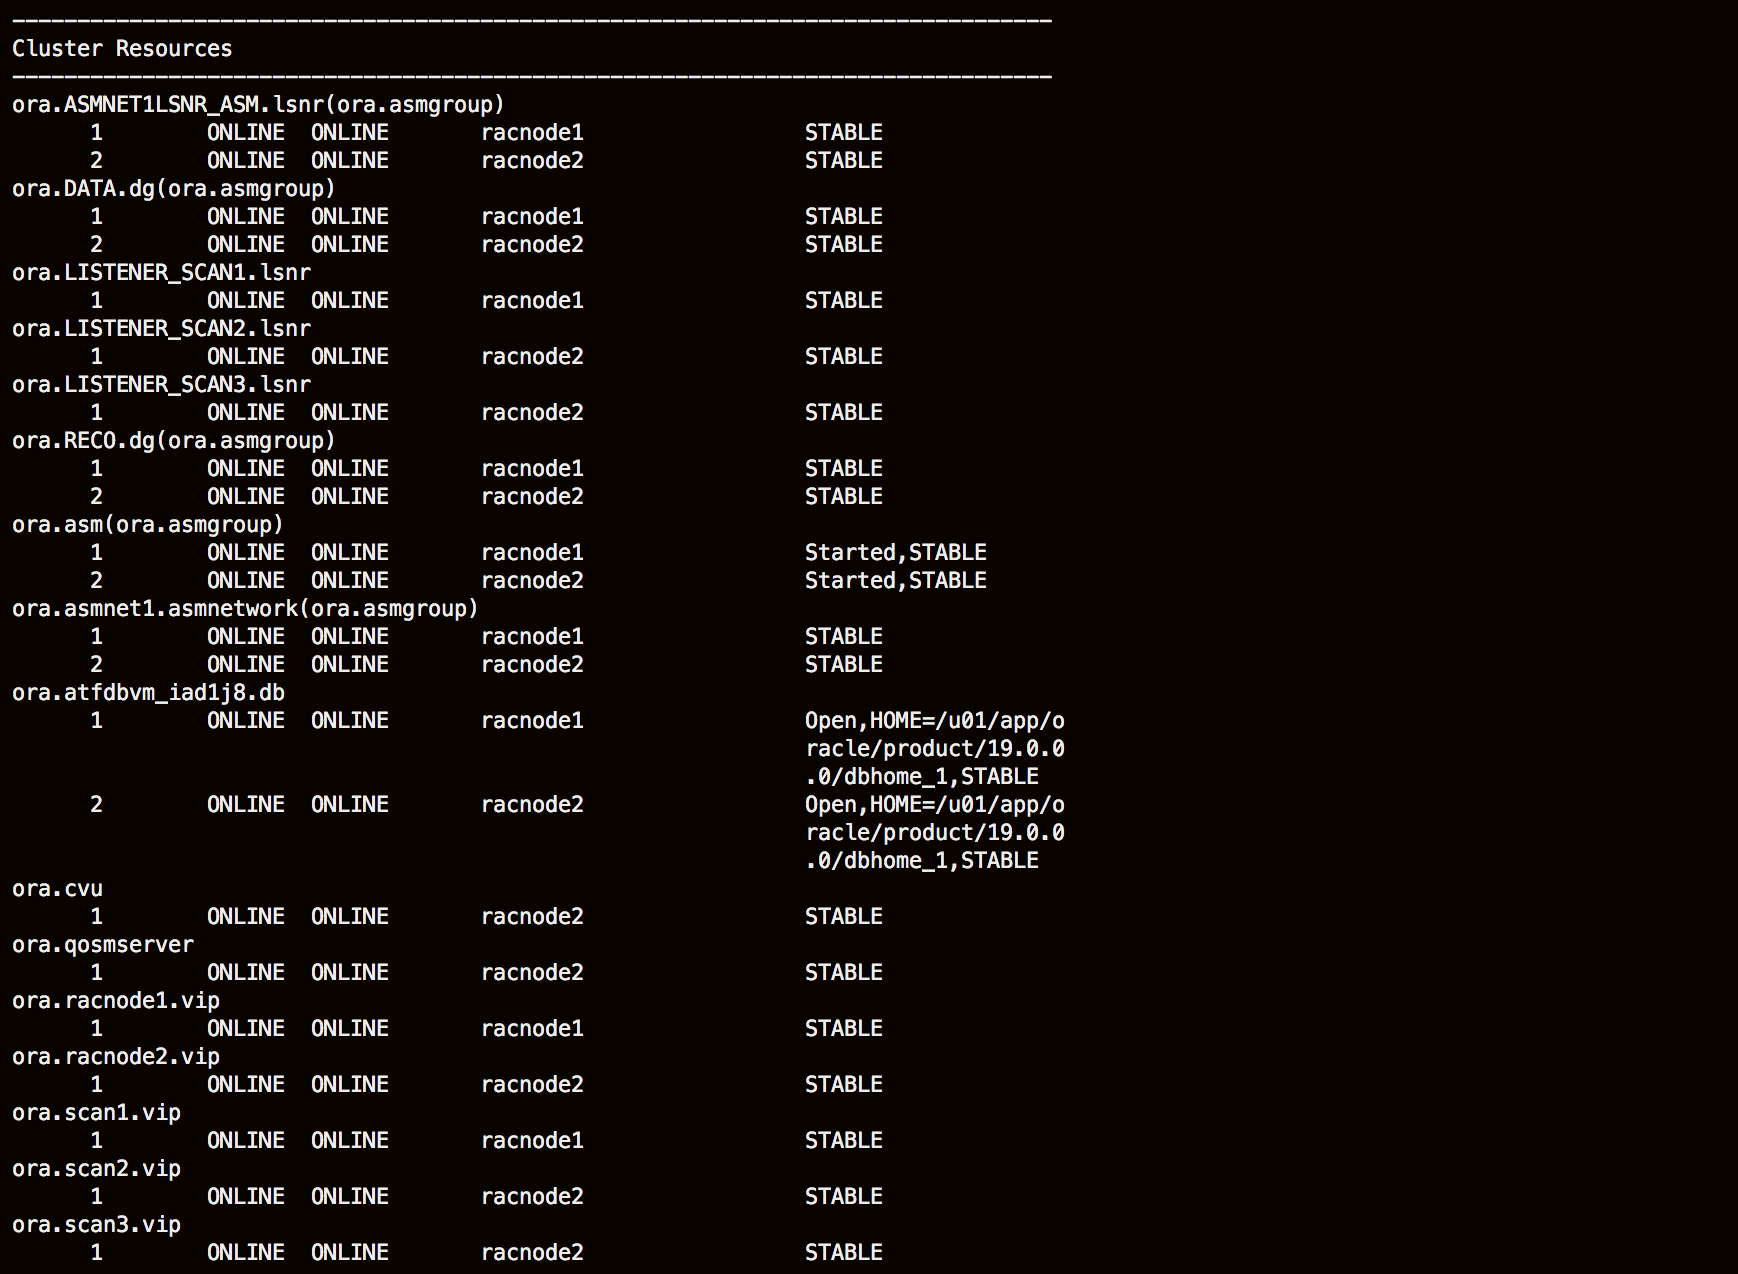 --------------------------------------------------------------------------------
Cluster Resources
--------------------------------------------------------------------------------
ora.ASMNET1LSNR_ASM.lsnr(ora.asmgroup)
      1        ONLINE  ONLINE       racnode1                 STABLE
      2        ONLINE  ONLINE       racnode2                 STABLE
ora.DATA.dg(ora.asmgroup)
      1        ONLINE  ONLINE       racnode1                 STABLE
      2        ONLINE  ONLINE       racnode2                 STABLE
ora.LISTENER_SCAN1.lsnr
      1        ONLINE  ONLINE       racnode1                 STABLE
ora.LISTENER_SCAN2.lsnr
      1        ONLINE  ONLINE       racnode2                 STABLE
ora.LISTENER_SCAN3.lsnr
      1        ONLINE  ONLINE       racnode2                 STABLE
ora.RECO.dg(ora.asmgroup)
      1        ONLINE  ONLINE       racnode1                 STABLE
      2        ONLINE  ONLINE       racnode2                 STABLE
ora.asm(ora.asmgroup)
      1        ONLINE  ONLINE       racnode1                 Started,STABLE
      2        ONLINE  ONLINE       racnode2                 Started,STABLE
ora.asmnet1.asmnetwork(ora.asmgroup)
      1        ONLINE  ONLINE       racnode1                 STABLE
      2        ONLINE  ONLINE       racnode2                 STABLE
ora.atfdbvm_iad1j8.db
      1        ONLINE  ONLINE       racnode1                 Open,HOME=/u01/app/o
                                                             racle/product/19.0.0
                                                             .0/dbhome_1,STABLE
      2        ONLINE  ONLINE       racnode2                 Open,HOME=/u01/app/o
                                                             racle/product/19.0.0
                                                             .0/dbhome_1,STABLE
ora.cvu
      1        ONLINE  ONLINE       racnode2                 STABLE
ora.qosmserver
      1        ONLINE  ONLINE       racnode2                 STABLE
ora.racnode1.vip
      1        ONLINE  ONLINE       racnode1                 STABLE
ora.racnode2.vip
      1        ONLINE  ONLINE       racnode2                 STABLE
ora.scan1.vip
      1        ONLINE  ONLINE       racnode1                 STABLE
ora.scan2.vip
      1        ONLINE  ONLINE       racnode2                 STABLE
ora.scan3.vip
      1        ONLINE  ONLINE       racnode2                 STABLE